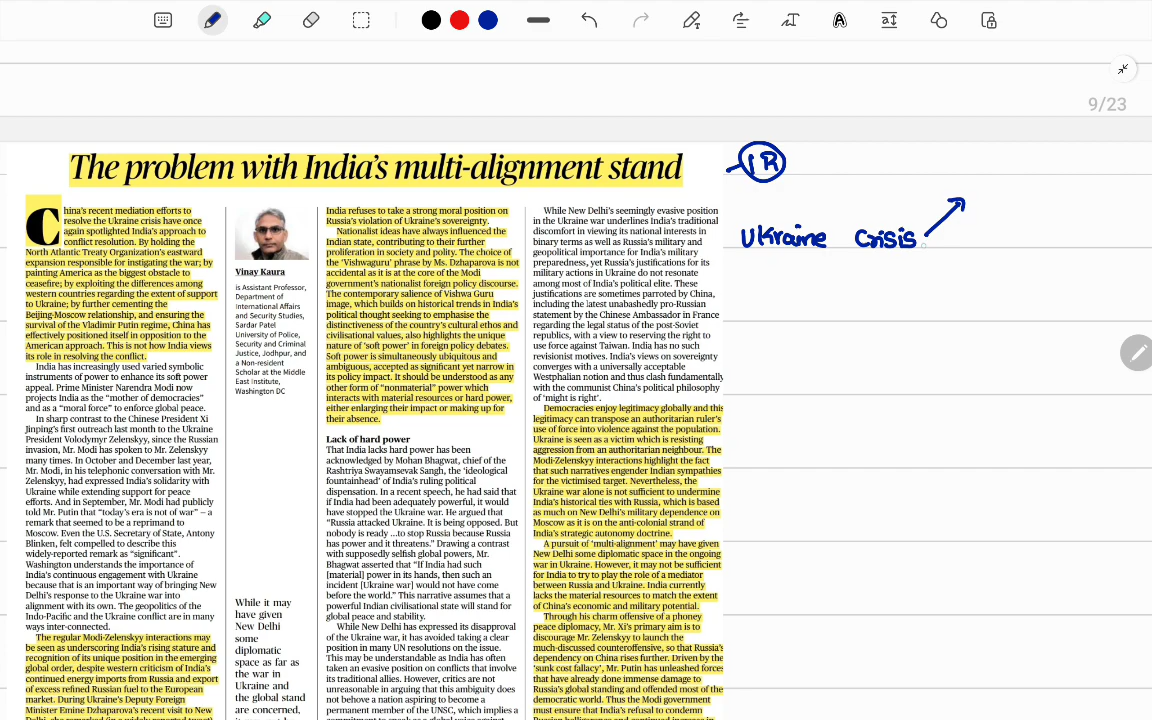 9/23
The problem with India's multi-alignment stand
IR
Ukraine Crisis
China's recent mediation efforts to
resolve the Ukraine crisis have once
again spotlighted India's approach to
conflict resolution. By holding the
North Atlantic Treaty Organization's eastward
expansion responsible for instigating the war; by
painting America as the biggest obstacle to
ceasefire; by exploiting the differences among
western countries regarding the extent of support
to Ukraine; by further cementing the
Beijing-Moscow relationship, and ensuring the
survival of the Vladimir Putin regime, China has
effectively positioned itself in opposition to the
American approach. This is not how India views
its role in resolving the conflict.
India has increasingly used varied symbolic
instruments of power to enhance its soft power
appeal. Prime Minister Narendra Modi now
projects India as the “mother of democracies”
and as a “moral force” to enforce global peace.
In sharp contrast to the Chinese President Xi
Jinping's first outreach last month to the Ukraine
President Volodymyr Zelenskyy, since the Russian
invasion, Mr. Modi has spoken to Mr. Zelenskyy
many times. In October and December last year,
Mr. Modi, in his telephonic conversation with Mr.
Zelenskyy, had expressed India's solidarity with
Ukraine while extending support for peace
efforts. And in September, Mr. Modi had publicly
told Mr. Putin that “today's era is not of war” — a
remark that seemed to be a reprimand to
Moscow. Even the U.S. Secretary of State, Antony
Blinken, felt compelled to describe this
widely-reported remark as “significant”.
Washington understands the importance of
India's continuous engagement with Ukraine
because that is an important way of bringing New
Delhi's response to the Ukraine war into
alignment with its own. The geopolitics of the
Indo-Pacific and the Ukraine conflict are in many
ways inter-connected.
The regular Modi-Zelenskyy interactions may
be seen as underscoring India's rising stature and
recognition of its unique position in the emerging
global order, despite western criticism of India's
continued energy imports from Russia and export
of excess refined Russian fuel to the European
market. During Ukraine's Deputy Foreign
Minister Emine Dzhaparova's recent visit to New
Vinay Kaura
is Assistant Professor,
Department of
International Affairs
and Security Studies,
Sardar Patel
University of Police,
Security and Criminal
Justice, Jodhpur, and
a Non-resident
Scholar at the Middle
East Institute,
Washington DC
While it may
have given
New Delhi
some
diplomatic
space as far as
the war in
Ukraine and
the global stand
are concerned,
India refuses to take a strong moral position on
Russia's violation of Ukraine's sovereignty.
Nationalist ideas have always influenced the
Indian state, contributing to their further
proliferation in society and polity. The choice of
the ‘Vishwaguru’ phrase by Ms. Dzhaparova is not
accidental as it is at the core of the Modi
government's nationalist foreign policy discourse.
The contemporary salience of Vishwa Guru
image, which builds on historical trends in India's
political thought seeking to emphasise the
distinctiveness of the country's cultural ethos and
civilisational values, also highlights the unique
nature of ‘soft power’ in foreign policy debates.
Soft power is simultaneously ubiquitous and
ambiguous, accepted as significant yet narrow in
its policy impact. It should be understood as any
other form of “nonmaterial” power which
interacts with material resources or hard power,
either enlarging their impact or making up for
their absence.
Lack of hard power
That India lacks hard power has been
acknowledged by Mohan Bhagwat, chief of the
Rashtriya Swayamsevak Sangh, the ‘ideological
fountainhead’ of India's ruling political
dispensation. In a recent speech, he had said that
if India had been adequately powerful, it would
have stopped the Ukraine war. He argued that
“Russia attacked Ukraine. It is being opposed. But
nobody is ready ...to stop Russia because Russia
has power and it threatens.” Drawing a contrast
with supposedly selfish global powers, Mr.
Bhagwat asserted that “If India had such
[material] power in its hands, then such an
incident [Ukraine war] would not have come
before the world.” This narrative assumes that a
powerful Indian civilisational state will stand for
global peace and stability.
While New Delhi has expressed its disapproval
of the Ukraine war, it has avoided taking a clear
position in many UN resolutions on the issue.
This may be understandable as India has often
taken an evasive position on conflicts that involve
its traditional allies. However, critics are not
unreasonable in arguing that this ambiguity does
not behove a nation aspiring to become a
permanent member of the UNSC, which implies a
While New Delhi's seemingly evasive position
in the Ukraine war underlines India's traditional
discomfort in viewing its national interests in
binary terms as well as Russia's military and
geopolitical importance for India's military
preparedness, yet Russia's justifications for its
military actions in Ukraine do not resonate
among most of India's political elite. These
justifications are sometimes parroted by China,
including the latest unabashedly pro-Russian
statement by the Chinese Ambassador in France
regarding the legal status of the post-Soviet
republics, with a view to reserving the right to
use force against Taiwan. India has no such
revisionist motives. India's views on sovereignty
converges with a universally acceptable
Westphalian notion and thus clash fundamentally
with the communist China's political philosophy
of ‘might is right’.
Democracies enjoy legitimacy globally and this
legitimacy can transpose an authoritarian ruler's
use of force into violence against the population.
Ukraine is seen as a victim which is resisting
aggression from an authoritarian neighbour. The
Modi-Zelenskyy interactions highlight the fact
that such narratives engender Indian sympathies
for the victimised target. Nevertheless, the
Ukraine war alone is not sufficient to undermine
India's historical ties with Russia, which is based
as much on New Delhi's military dependence on
Moscow as it is on the anti-colonial strand of
India's strategic autonomy doctrine.
A pursuit of ‘multi-alignment’ may have given
New Delhi some diplomatic space in the ongoing
war in Ukraine. However, it may not be sufficient
for India to try to play the role of a mediator
between Russia and Ukraine. India currently
lacks the material resources to match the extent
of China's economic and military potential.
Through his charm offensive of a phoney
peace diplomacy, Mr. Xi's primary aim is to
discourage Mr. Zelenskyy to launch the
much-discussed counteroffensive, so that Russia's
dependency on China rises further. Driven by the
‘sunk cost fallacy’, Mr. Putin has unleashed forces
that have already done immense damage to
Russia's global standing and offended most of the
democratic world. Thus the Modi government
must ensure that India's refusal to condemn